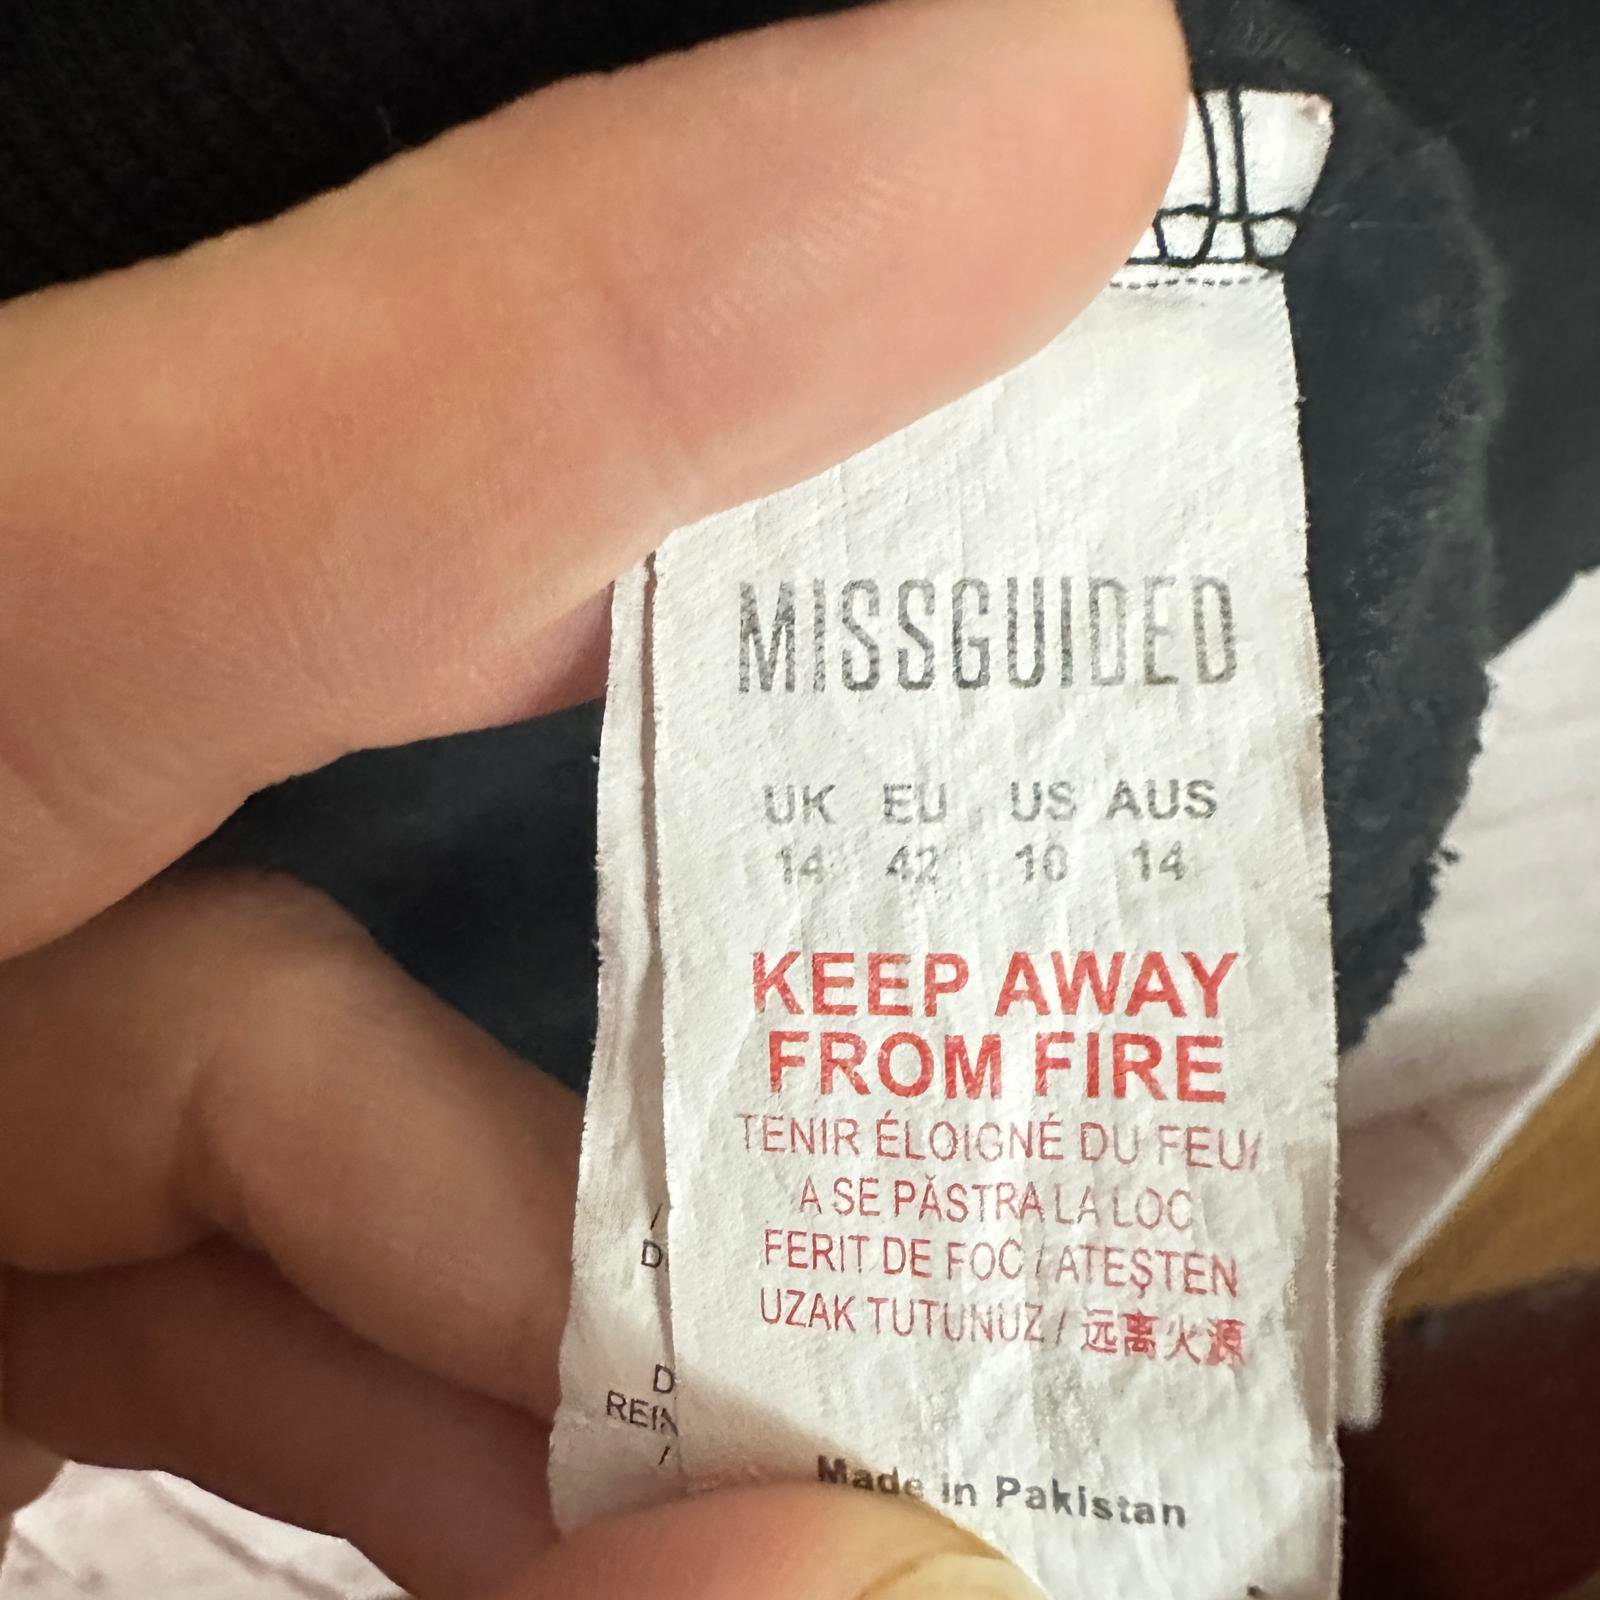 MISSGUIDED
UK EU US AUS
14 42 10 14
KEEP AWAY
FROM FIRE
TENIR ÉLOIGNÉ DU FEU/
A SE PĂSTRA LA LOC
FERIT DE FOC / ATEŞTEN
UZAK TUTUNUZ / 远离火源
Made in Pakistan
/
D
D
REIN
/